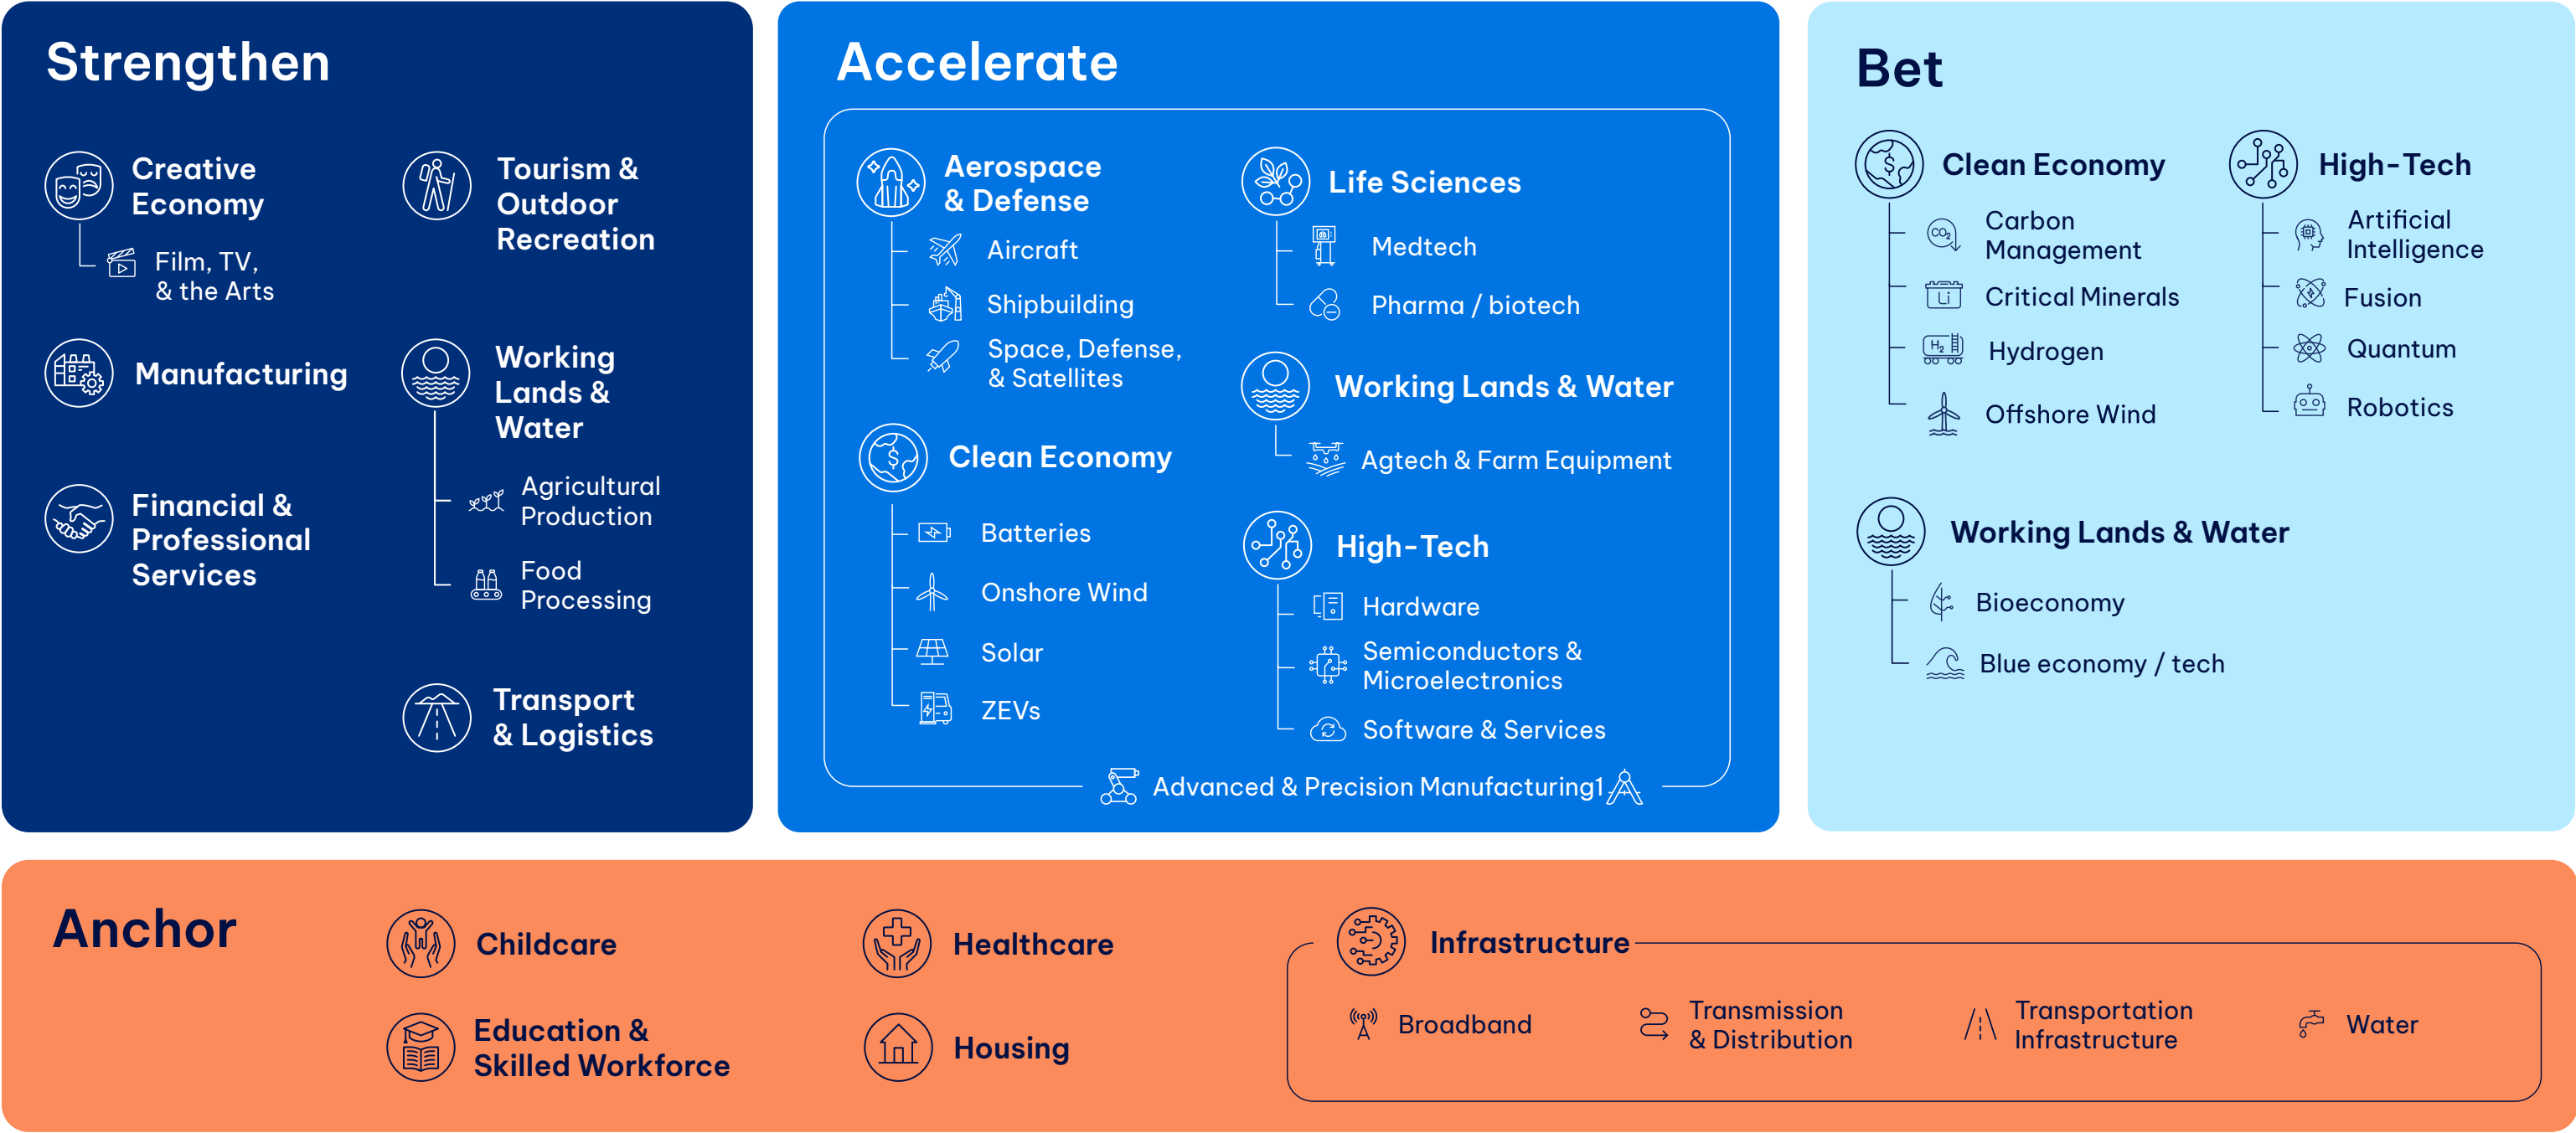 Strengthen
Creative
Economy
Film, TV,
& the Arts
Manufacturing
Financial &
Professional
Services
Tourism &
Outdoor
Recreation
Working
Lands &
Water
Agricultural
Production
Food
Processing
Transport
& Logistics
Accelerate
Aerospace
& Defense
Aircraft
Shipbuilding
Space, Defense,
& Satellites
Clean Economy
Batteries
Onshore Wind
Solar
ZEVs
Life Sciences
Medtech
Pharma / biotech
Working Lands & Water
Agtech & Farm Equipment
High-Tech
Hardware
Semiconductors &
Microelectronics
Software & Services
Advanced & Precision Manufacturing1
Bet
Clean Economy
CO2
Carbon
Management
Li
Critical Minerals
H2
Hydrogen
Offshore Wind
High-Tech
Artificial
Intelligence
Fusion
Quantum
Robotics
Working Lands & Water
Bioeconomy
Blue economy / tech
Anchor
Childcare
Education &
Skilled Workforce
Healthcare
Housing
Infrastructure
Broadband
Transmission
& Distribution
Transportation
Infrastructure
Water